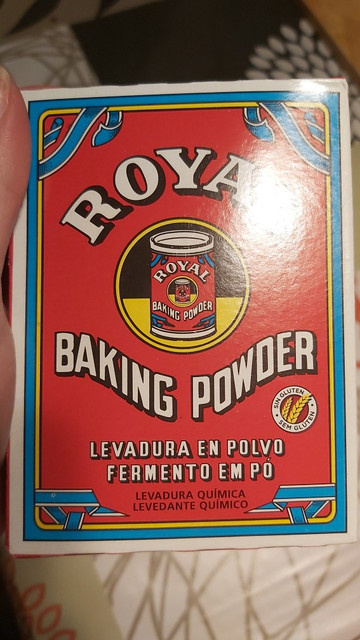 ROYAL
ROYAL
BAKING POWDER
BAKING POWDER
SIN GLUTEN
SEM GLUTEN
LEVADURA EN POLVO
FERMENTO EM PÓ
LEVADURA QUÍMICA
LEVEDANTE QUÍMICO